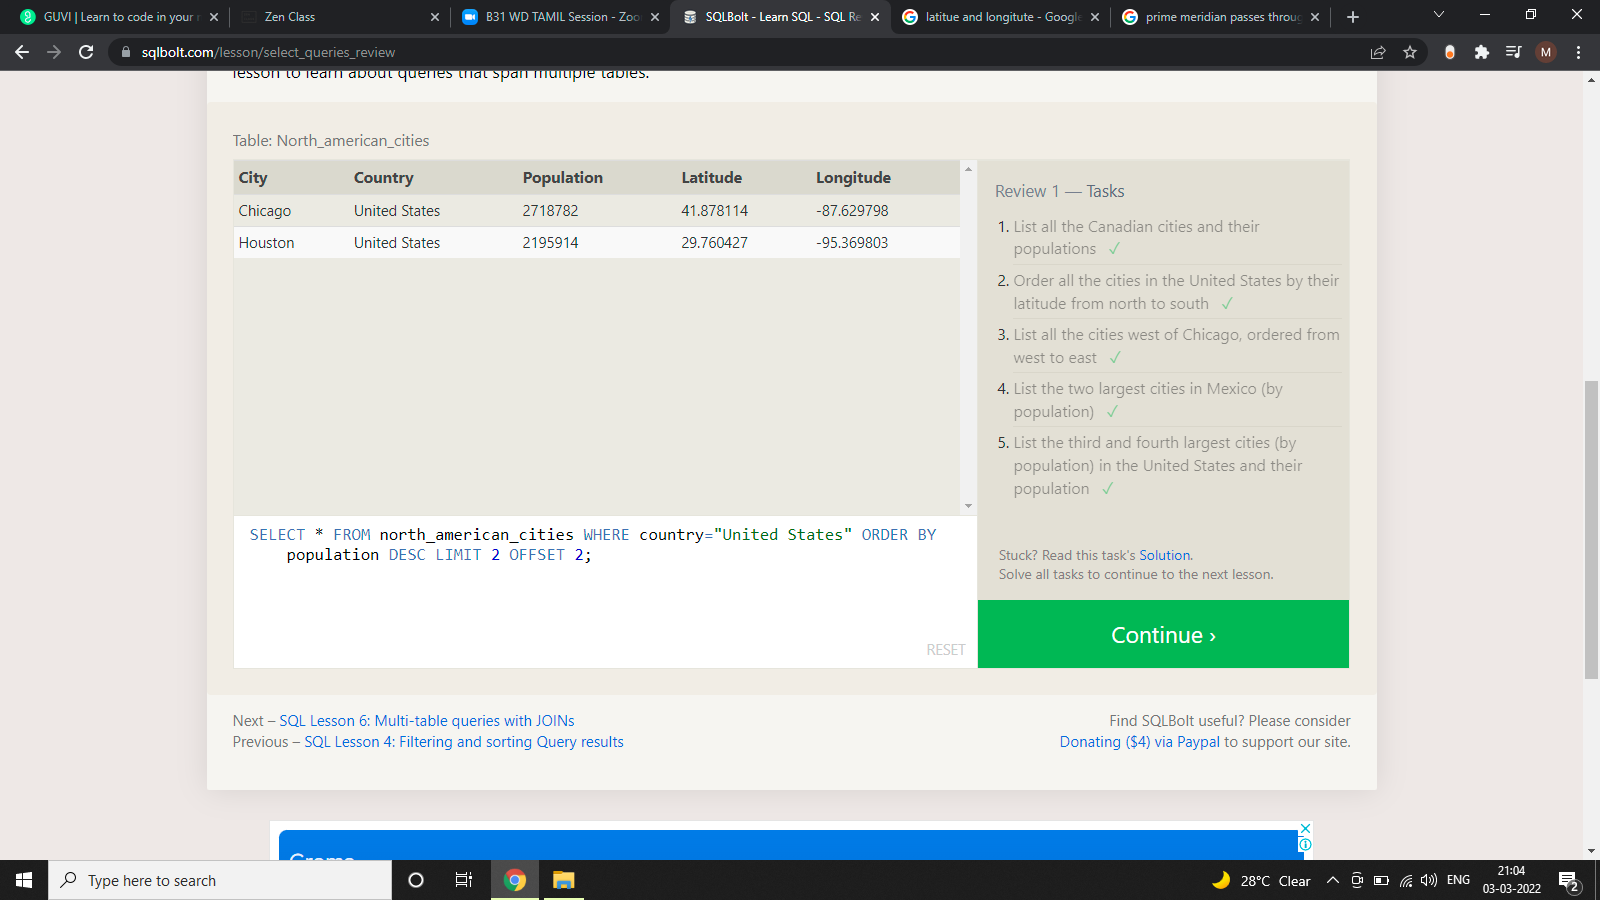 GUVI | Learn to code in your
Zen Class
B31 WD TAMIL Session - Zoo
SQLBolt - Learn SQL - SQL Re
latitue and longitute - Google
prime meridian passes throug
sqlbolt.com/lesson/select_queries_review
M
lesson to learn about queries that span multiple tables.
Table: North_american_cities
City Country Population Latitude Longitude
Chicago United States 2718782 41.878114 -87.629798
Houston United States 2195914 29.760427 -95.369803
Review 1 — Tasks
1. List all the Canadian cities and their
populations ✓
2. Order all the cities in the United States by their
latitude from north to south ✓
3. List all the cities west of Chicago, ordered from
west to east ✓
4. List the two largest cities in Mexico (by
population) ✓
5. List the third and fourth largest cities (by
population) in the United States and their
population ✓
SELECT * FROM north_american_cities WHERE country="United States" ORDER BY
population DESC LIMIT 2 OFFSET 2;
RESET
Stuck? Read this task's Solution.
Solve all tasks to continue to the next lesson.
Continue ›
Next – SQL Lesson 6: Multi-table queries with JOINs
Previous – SQL Lesson 4: Filtering and sorting Query results
Find SQLBolt useful? Please consider
Donating ($4) via Paypal to support our site.
Type here to search
28°C Clear
ENG
21:04
03-03-2022
2